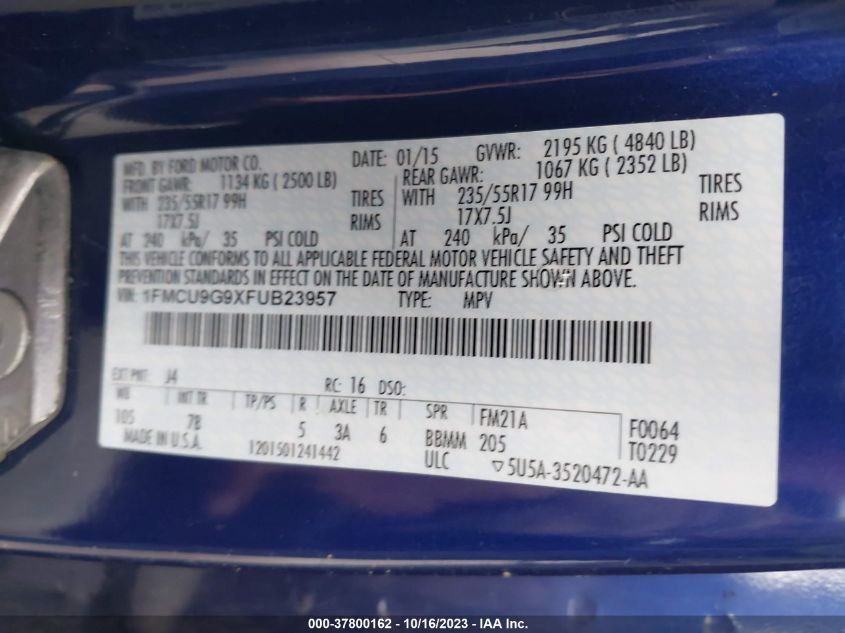 MFD. BY FORD MOTOR CO. DATE: 01/15 GVWR: 2195 KG ( 4840 LB)
FRONT GAWR: 1134 KG ( 2500 LB) REAR GAWR: 1067 KG ( 2352 LB)
WITH 235/55R17 99H TIRES WITH 235/55R17 99H TIRES
17X7.5J RIMS 17X7.5J RIMS
AT 240 kPa/ 35 PSI COLD AT 240 kPa/ 35 PSI COLD
THIS VEHICLE CONFORMS TO ALL APPLICABLE FEDERAL MOTOR VEHICLE SAFETY AND THEFT
PREVENTION STANDARDS IN EFFECT ON THE DATE OF MANUFACTURE SHOWN ABOVE.
VIN: 1FMCU9G9XFUB23957 TYPE: MPV
EXT PNT: J4 RC: 16 DSO:
WB INT TR TP/PS R AXLE TR SPR FM21A F0064
105 7B 5 3A 6 BBMM 205 T0229
MADE IN U.S.A. 1201501241442 ULC ▽5U5A-3520472-AA
000-37800162 - 10/16/2023 - IAA Inc.